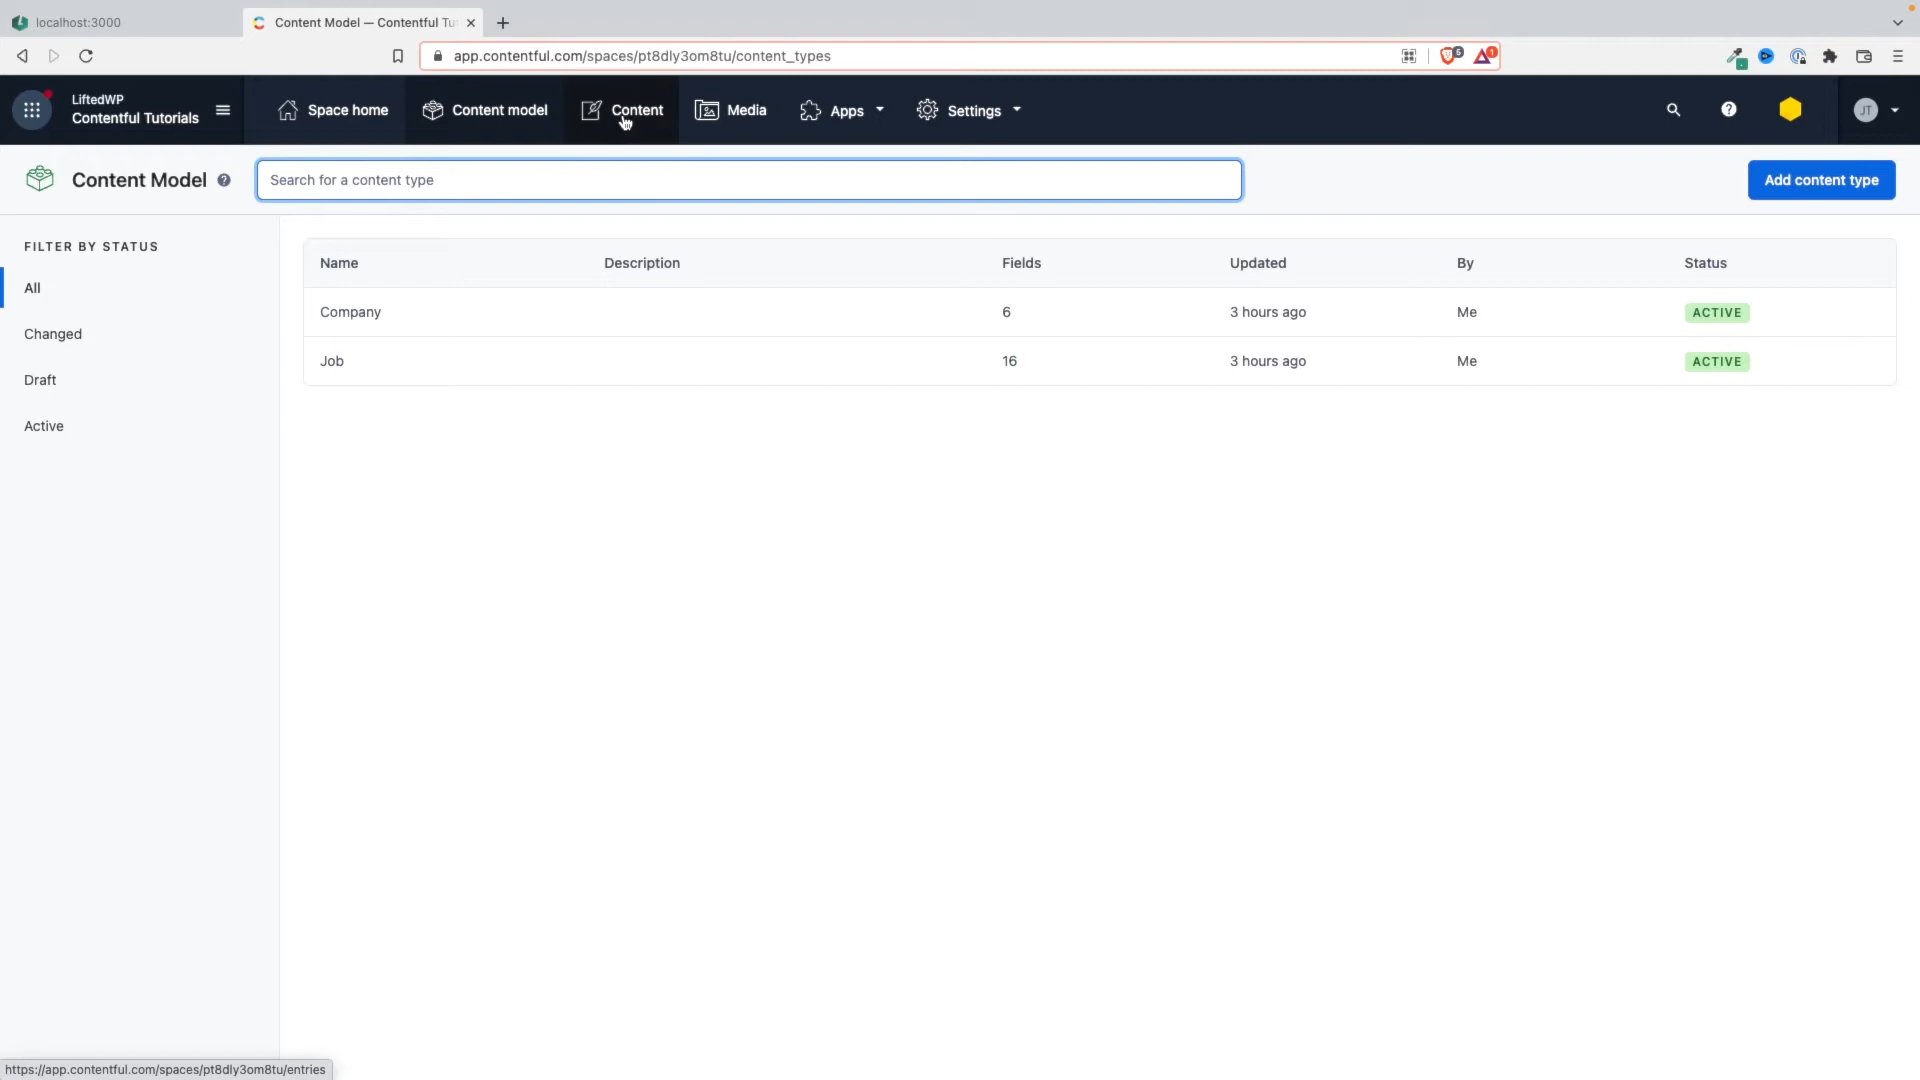 localhost:3000
Content Model — Contentful Tu
app.contentful.com/spaces/pt8dly3om8tu/content_types
5
1
LiftedWP
Contentful Tutorials
Space home
Content model
Content
Media
Apps
Settings
JT
Content Model
Search for a content type
Add content type
FILTER BY STATUS
All
Changed
Draft
Active
Name Description Fields Updated By Status
Company 6 3 hours ago Me ACTIVE
Job 16 3 hours ago Me ACTIVE
https://app.contentful.com/spaces/pt8dly3om8tu/entries